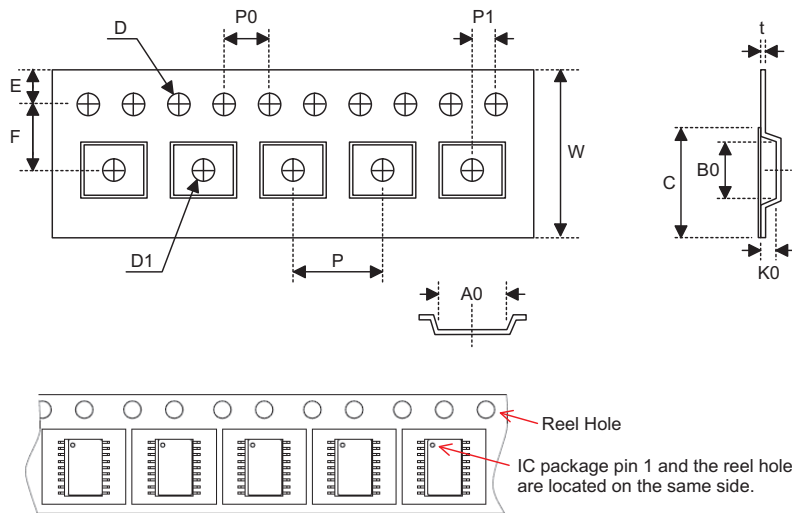 P0
P1
t
D
E
F
W
C
B0
D1
P
K0
A0
Reel Hole
IC package pin 1 and the reel hole
are located on the same side.